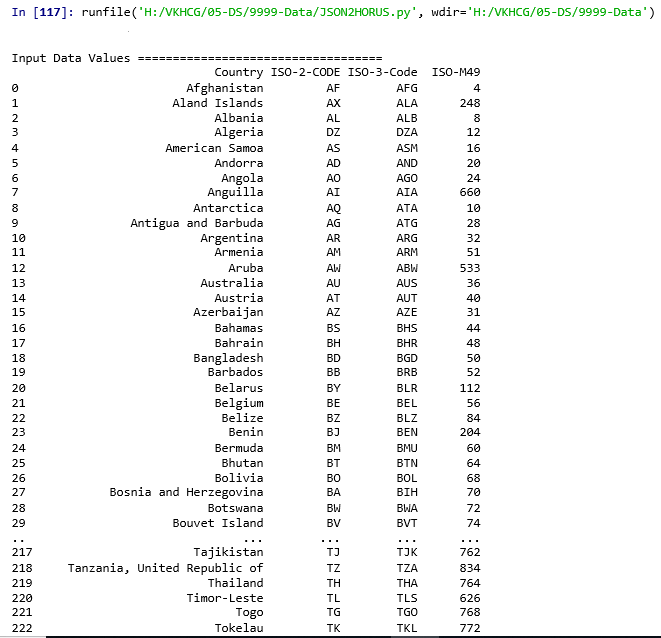 In [117]: runfile('H:/VKHCG/05-DS/9999-Data/JSON2HORUS.py', wdir='H:/VKHCG/05-DS/9999-Data')
Input Data Values ===================================
Country ISO-2-CODE ISO-3-Code ISO-M49
0 Afghanistan AF AFG 4
1 Aland Islands AX ALA 248
2 Albania AL ALB 8
3 Algeria DZ DZA 12
4 American Samoa AS ASM 16
5 Andorra AD AND 20
6 Angola AO AGO 24
7 Anguilla AI AIA 660
8 Antarctica AQ ATA 10
9 Antigua and Barbuda AG ATG 28
10 Argentina AR ARG 32
11 Armenia AM ARM 51
12 Aruba AW ABW 533
13 Australia AU AUS 36
14 Austria AT AUT 40
15 Azerbaijan AZ AZE 31
16 Bahamas BS BHS 44
17 Bahrain BH BHR 48
18 Bangladesh BD BGD 50
19 Barbados BB BRB 52
20 Belarus BY BLR 112
21 Belgium BE BEL 56
22 Belize BZ BLZ 84
23 Benin BJ BEN 204
24 Bermuda BM BMU 60
25 Bhutan BT BTN 64
26 Bolivia BO BOL 68
27 Bosnia and Herzegovina BA BIH 70
28 Botswana BW BWA 72
29 Bouvet Island BV BVT 74
.. ... ... ... ...
217 Tajikistan TJ TJK 762
218 Tanzania, United Republic of TZ TZA 834
219 Thailand TH THA 764
220 Timor-Leste TL TLS 626
221 Togo TG TGO 768
222 Tokelau TK TKL 772